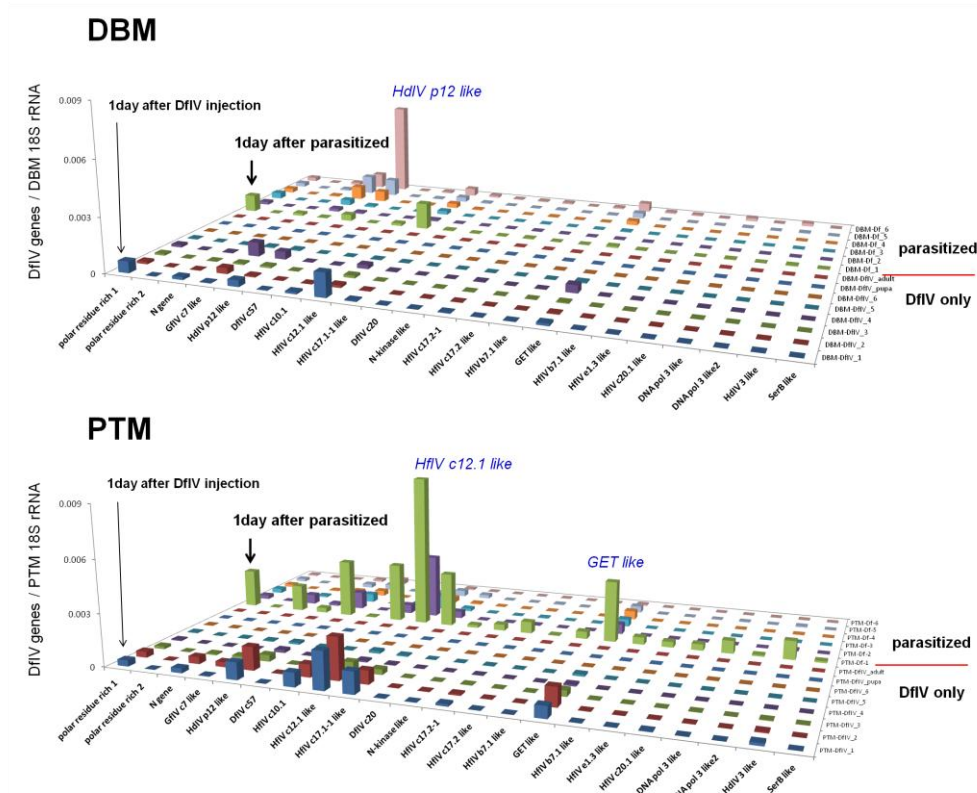 DBM
DfIV genes / DBM 18S rRNA
0.009
0.006
0.003
0
1day after DfIV injection
1day after parasitized
HdIV p12 like
polar residue rich 1
polar residue rich 2
N gene
GfIV c7 like
HdIV p12 like
DfIV c57
HfIV c10.1
HfIV c12.1 like
HfIV c17.1-1 like
DfIV c20
N-kinase like
HfIV c17.2-1
HfIV c17.2 like
HfIV b7.1 like
GET like
HfIV b7.1 like
HfIV e1.3 like
HfIV c20.1 like
DNA pol 3 like
DNA pol 3 like2
HdIV 3 like
SerB like
DBM-Df_6
DBM-Df_5
DBM-Df_4
DBM-Df_3
DBM-Df_2
DBM-Df_1
DBM-DfIV_adult
DBM-DfIV_pupa
DBM-DfIV_6
DBM-DfIV_5
DBM-DfIV_4
DBM-DfIV_3
DBM-DfIV_2
DBM-DfIV_1
parasitized
DfIV only
PTM
DfIV genes / PTM 18S rRNA
0.009
0.006
0.003
0
1day after DfIV injection
1day after parasitized
HfIV c12.1 like
GET like
polar residue rich 1
polar residue rich 2
N gene
GfIV c7 like
HdIV p12 like
DfIV c57
HfIV c10.1
HfIV c12.1 like
HfIV c17.1-1 like
DfIV c20
N-kinase like
HfIV c17.2-1
HfIV c17.2 like
HfIV b7.1 like
GET like
HfIV b7.1 like
HfIV e1.3 like
HfIV c20.1 like
DNA pol 3 like
NA pol 3 like2
HdIV 3 like
SerB like
PTM-Df-6
PTM-Df-5
PTM-Df-4
PTM-Df-3
PTM-Df-2
PTM-Df-1
PTM-DfIV_adult
PTM-DfIV_pupa
PTM-DfIV_6
PTM-DfIV_5
PTM-DfIV_4
PTM-DfIV_3
PTM-DfIV_2
PTM-DfIV_1
parasitized
DfIV only